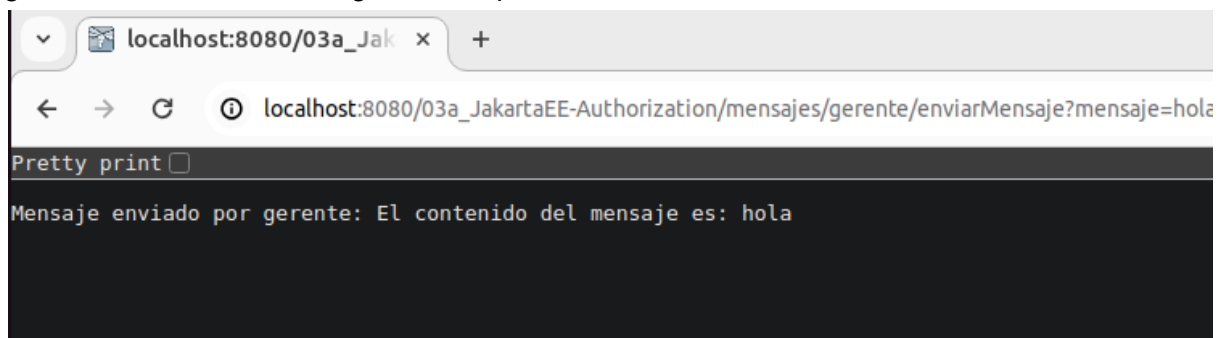 localhost:8080/03a_Jak
localhost:8080/03a_JakartaEE-Authorization/mensajes/gerente/enviarMensaje?mensaje=hola
Pretty print
Mensaje enviado por gerente: El contenido del mensaje es: hola